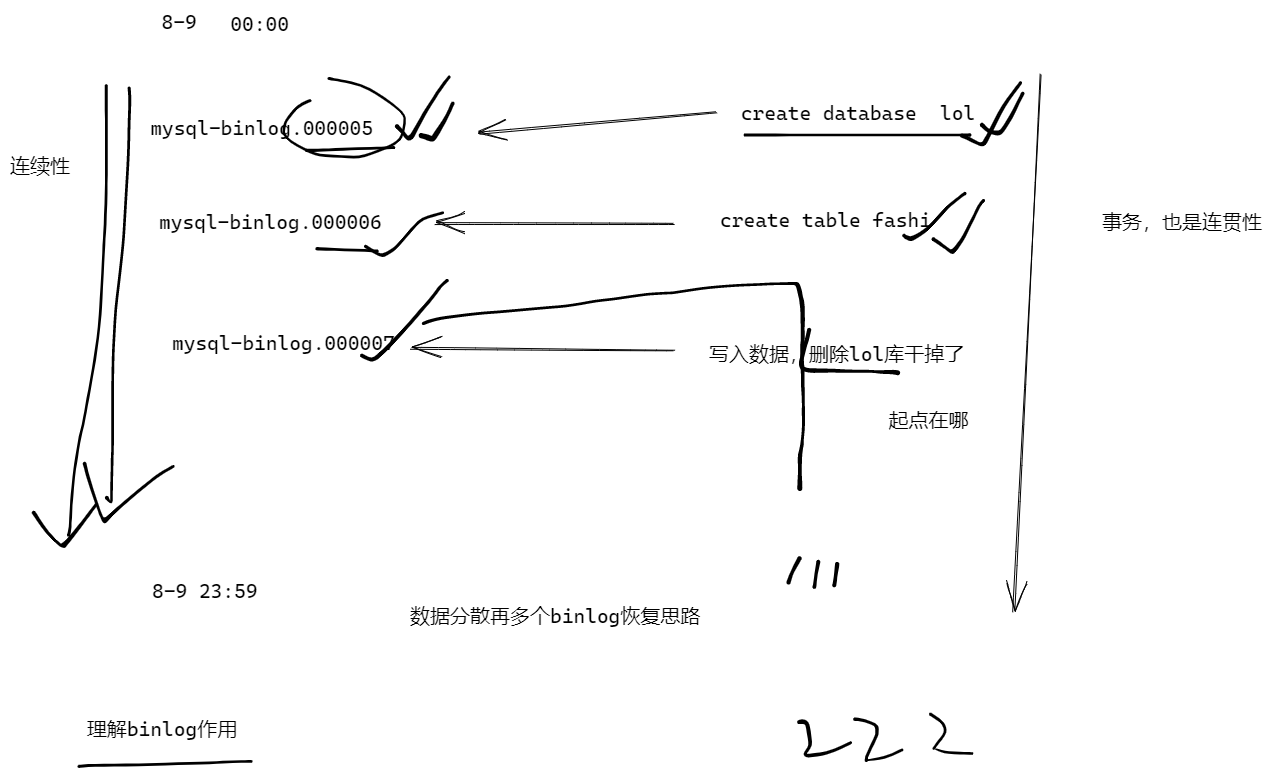 8-9 00:00
mysql-binlog.000005
create database lol
连续性
mysql-binlog.000006
create table fashi
事务，也是连贯性
mysql-binlog.000007
写入数据，删除lol库干掉了
起点在哪
8-9 23:59
数据分散再多个binlog恢复思路
理解binlog作用
222